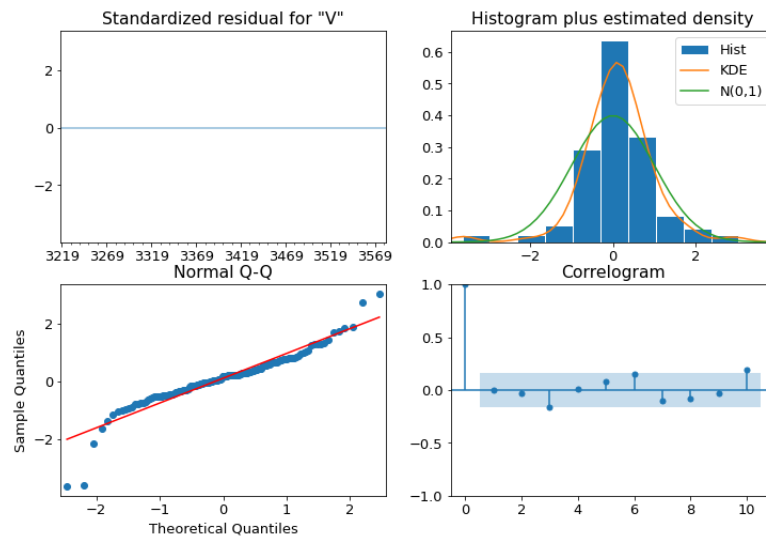 Standardized residual for "V"
2
0
−2
3219 3269 3319 3369 3419 3469 3519 3569
Histogram plus estimated density
0.6
0.5
0.4
0.3
0.2
0.1
0.0
−2 0 2
Hist
KDE
N(0,1)
Normal Q-Q
Sample Quantiles
2
0
−2
−2 −1 0 1 2
Theoretical Quantiles
Correlogram
1.0
0.5
0.0
−0.5
−1.0
0 2 4 6 8 10